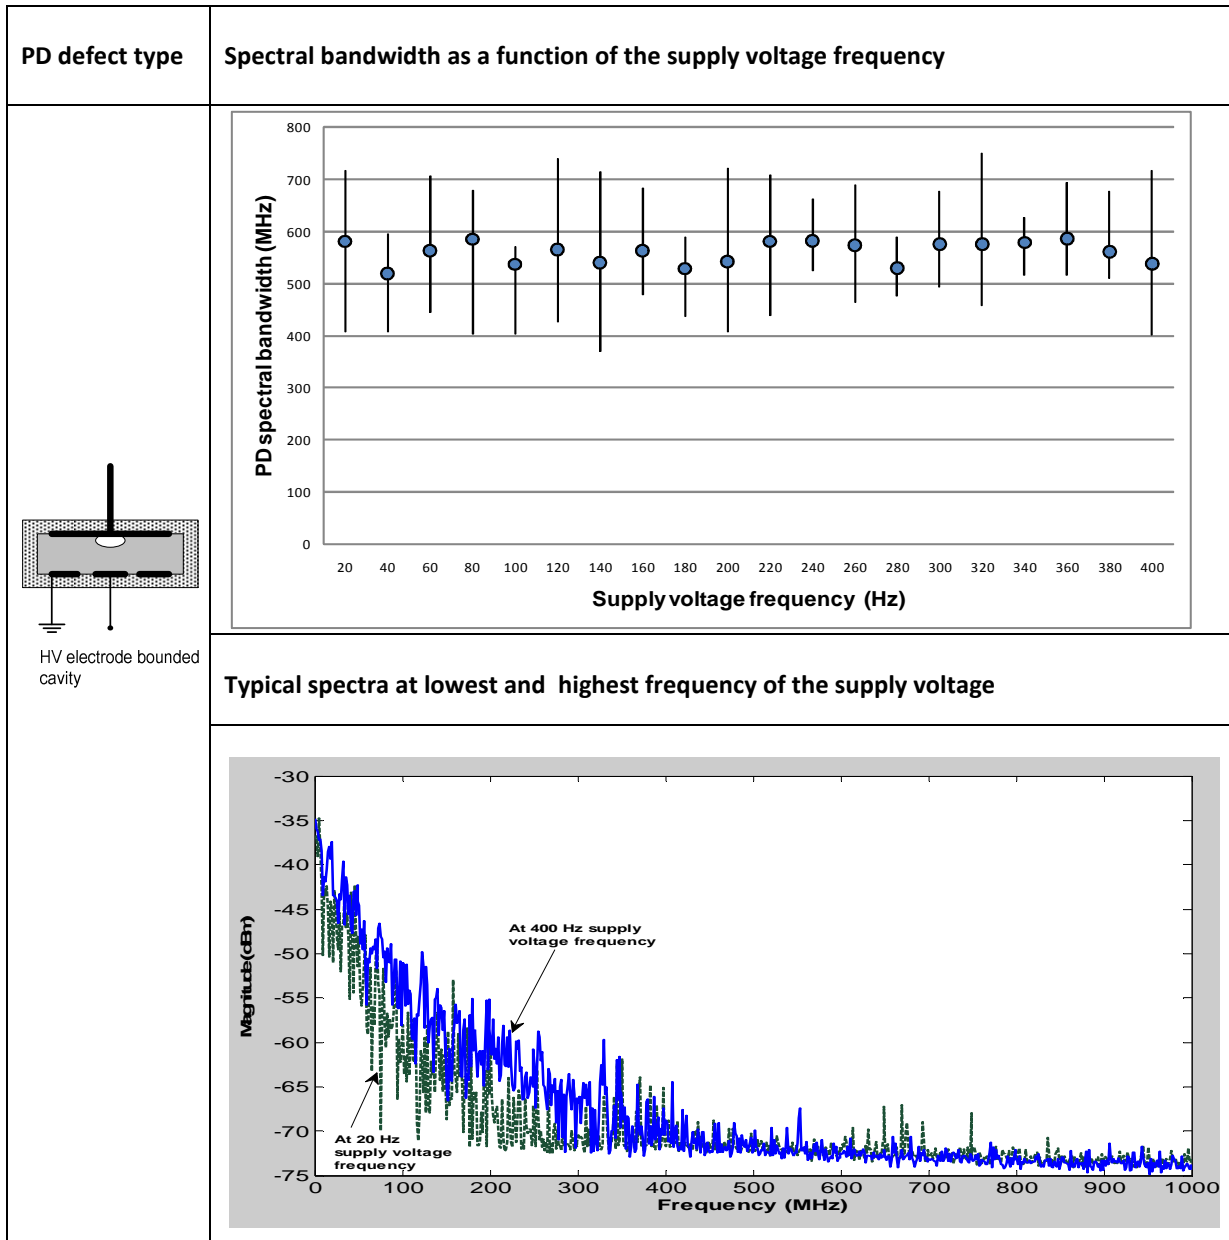 PD defect type
Spectral bandwidth as a function of the supply voltage frequency
HV electrode bounded
cavity
PD spectral bandwidth (MHz)
800
700
600
500
400
300
200
100
0
20 40 60 80 100 120 140 160 180 200 220 240 260 280 300 320 340 360 380 400
Supply voltage frequency (Hz)
Typical spectra at lowest and highest frequency of the supply voltage
Magnitude (dBm)
-30
-35
-40
-45
-50
-55
-60
-65
-70
-75
At 400 Hz supply
voltage frequency
At 20 Hz
supply voltage
frequency
0 100 200 300 400 500 600 700 800 900 1000
Frequency (MHz)